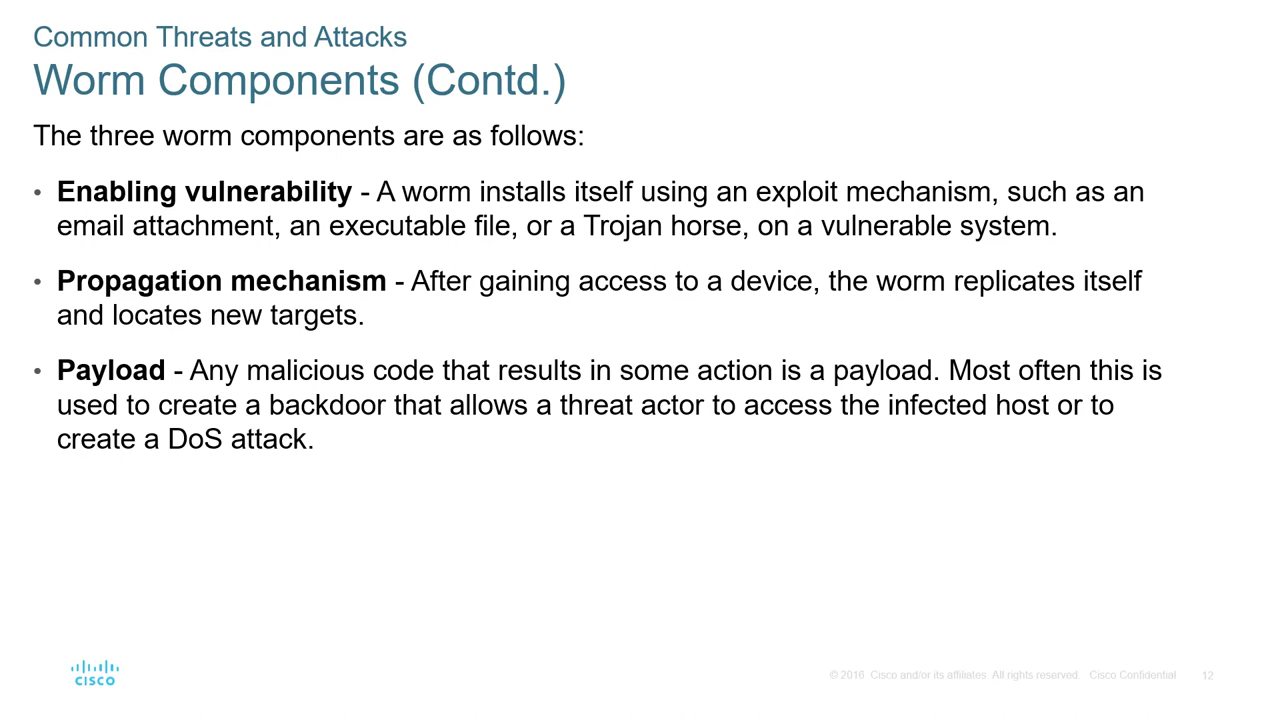 Common Threats and Attacks
Worm Components (Contd.)
The three worm components are as follows:
• Enabling vulnerability - A worm installs itself using an exploit mechanism, such as an
email attachment, an executable file, or a Trojan horse, on a vulnerable system.
• Propagation mechanism - After gaining access to a device, the worm replicates itself
and locates new targets.
• Payload - Any malicious code that results in some action is a payload. Most often this is
used to create a backdoor that allows a threat actor to access the infected host or to
create a DoS attack.
CISCO
© 2016 Cisco and/or its affiliates. All rights reserved. Cisco Confidential 12